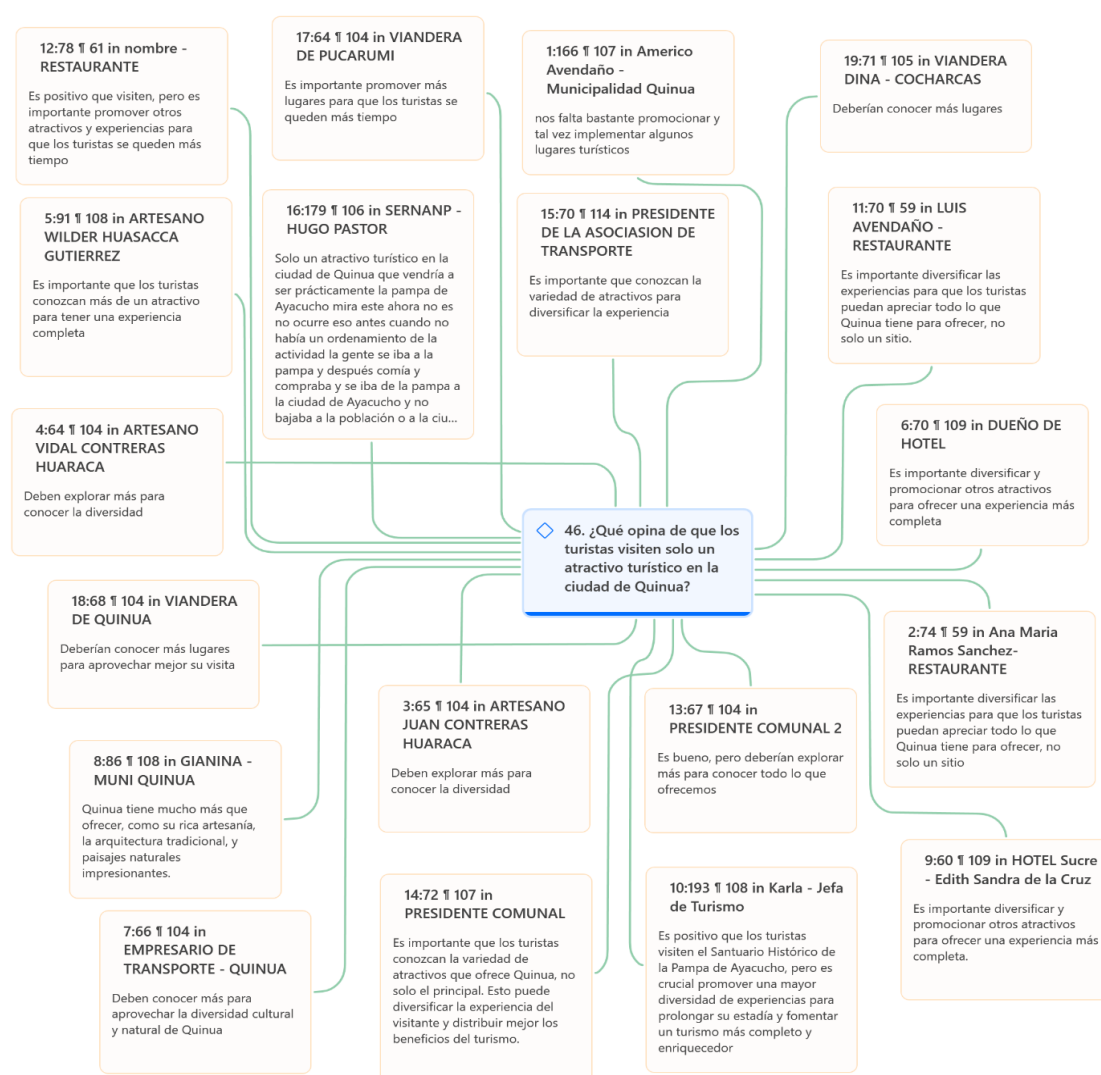 12:78 ¶ 61 in nombre -
RESTAURANTE
Es positivo que visiten, pero es
importante promover otros
atractivos y experiencias para
que los turistas se queden más
tiempo
17:64 ¶ 104 in VIANDERA
DE PUCARUMI
Es importante promover más
lugares para que los turistas se
queden más tiempo
1:166 ¶ 107 in Americo
Avendaño -
Municipalidad Quinua
nos falta bastante promocionar y
tal vez implementar algunos
lugares turísticos
19:71 ¶ 105 in VIANDERA
DINA - COCHARCAS
Deberían conocer más lugares
5:91 ¶ 108 in ARTESANO
WILDER HUASACCA
GUTIERREZ
Es importante que los turistas
conozcan más de un atractivo
para tener una experiencia
completa
16:179 ¶ 106 in SERNANP -
HUGO PASTOR
Solo un atractivo turístico en la
ciudad de Quinua que vendría a
ser prácticamente la pampa de
Ayacucho mira este ahora no es
no ocurre eso antes cuando no
había un ordenamiento de la
actividad la gente se iba a la
pampa y después comía y
compraba y se iba de la pampa a
la ciudad de Ayacucho y no
bajaba a la población o a la ciu...
15:70 ¶ 114 in PRESIDENTE
DE LA ASOCIASION DE
TRANSPORTE
Es importante que conozcan la
variedad de atractivos para
diversificar la experiencia
11:70 ¶ 59 in LUIS
AVENDAÑO -
RESTAURANTE
Es importante diversificar las
experiencias para que los turistas
puedan apreciar todo lo que
Quinua tiene para ofrecer, no
solo un sitio.
4:64 ¶ 104 in ARTESANO
VIDAL CONTRERAS
HUARACA
Deben explorar más para
conocer la diversidad
6:70 ¶ 109 in DUEÑO DE
HOTEL
Es importante diversificar y
promocionar otros atractivos
para ofrecer una experiencia más
completa
46. ¿Qué opina de que los
turistas visiten solo un
atractivo turístico en la
ciudad de Quinua?
18:68 ¶ 104 in VIANDERA
DE QUINUA
Deberían conocer más lugares
para aprovechar mejor su visita
2:74 ¶ 59 in Ana Maria
Ramos Sanchez-
RESTAURANTE
Es importante diversificar las
experiencias para que los turistas
puedan apreciar todo lo que
Quinua tiene para ofrecer, no
solo un sitio
3:65 ¶ 104 in ARTESANO
JUAN CONTRERAS
HUARACA
Deben explorar más para
conocer la diversidad
13:67 ¶ 104 in
PRESIDENTE COMUNAL 2
Es bueno, pero deberían explorar
más para conocer todo lo que
ofrecemos
8:86 ¶ 108 in GIANINA -
MUNI QUINUA
Quinua tiene mucho más que
ofrecer, como su rica artesanía,
la arquitectura tradicional, y
paisajes naturales
impresionantes.
9:60 ¶ 109 in HOTEL Sucre
- Edith Sandra de la Cruz
Es importante diversificar y
promocionar otros atractivos
para ofrecer una experiencia más
completa.
14:72 ¶ 107 in
PRESIDENTE COMUNAL
Es importante que los turistas
conozcan la variedad de
atractivos que ofrece Quinua, no
solo el principal. Esto puede
diversificar la experiencia del
visitante y distribuir mejor los
beneficios del turismo.
10:193 ¶ 108 in Karla - Jefa
de Turismo
Es positivo que los turistas
visiten el Santuario Histórico de
la Pampa de Ayacucho, pero es
crucial promover una mayor
diversidad de experiencias para
prolongar su estadía y fomentar
un turismo más completo y
enriquecedor
7:66 ¶ 104 in
EMPRESARIO DE
TRANSPORTE - QUINUA
Deben conocer más para
aprovechar la diversidad cultural
y natural de Quinua